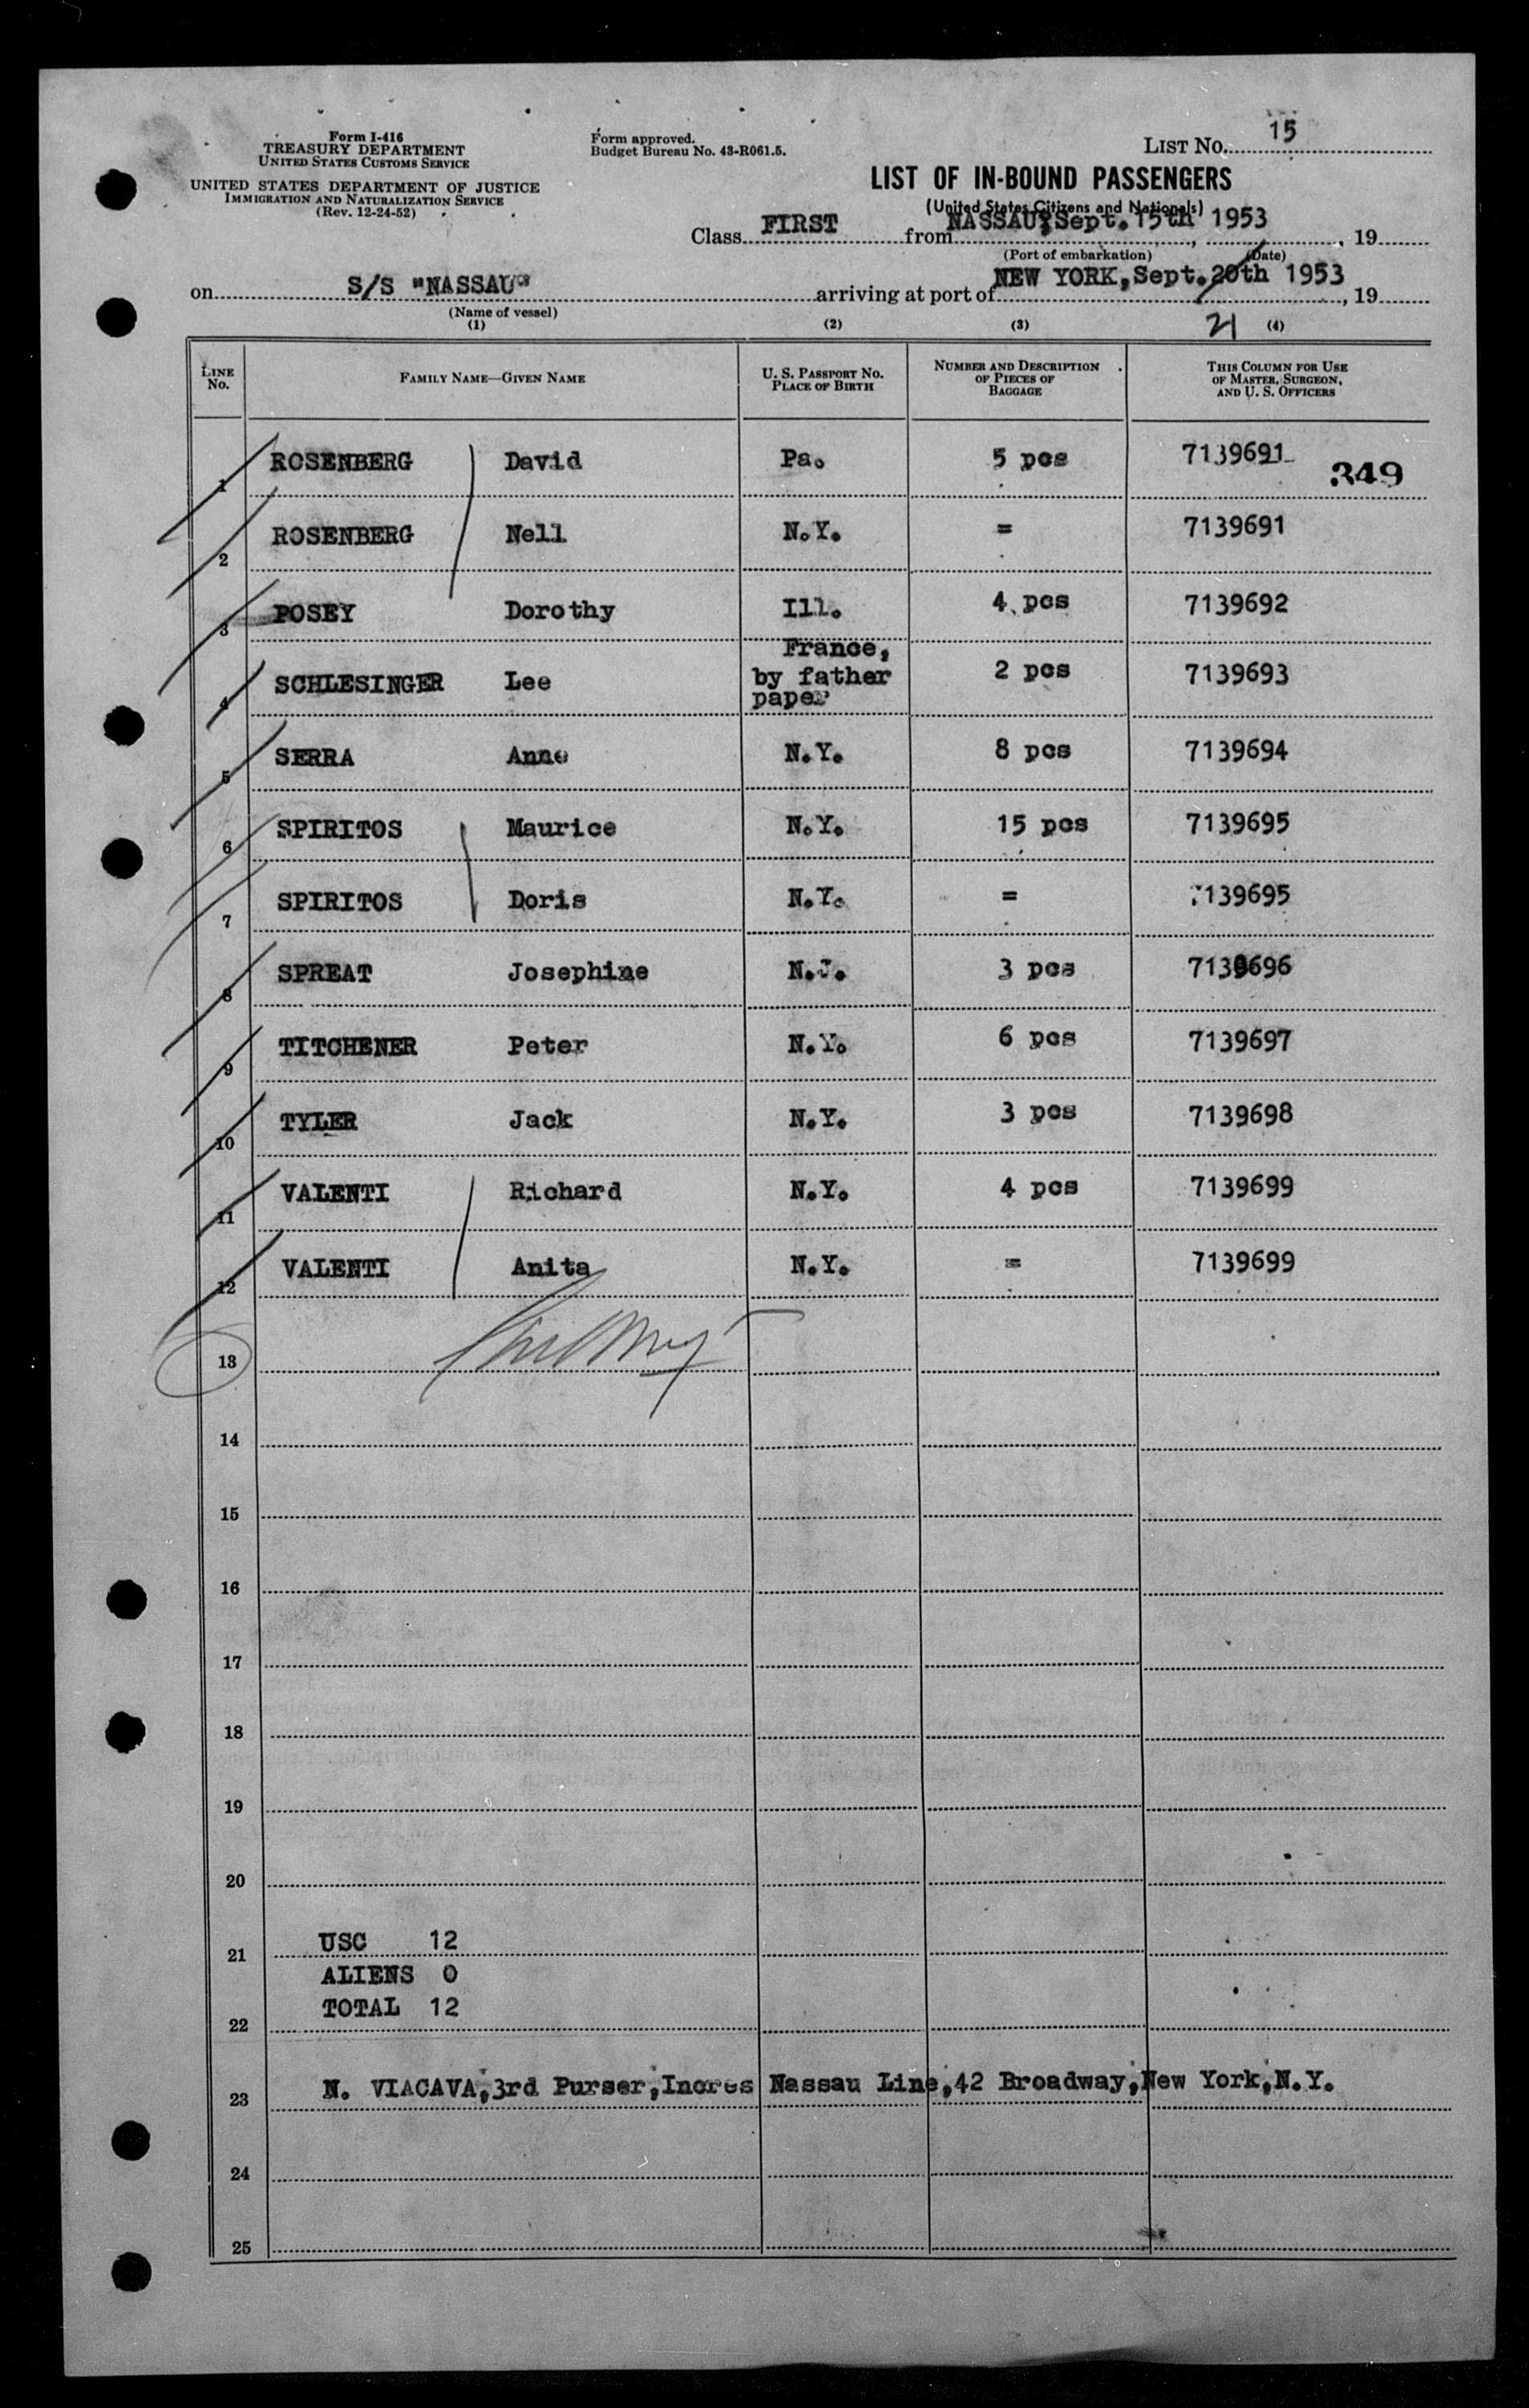 Form I-416
TREASURY DEPARTMENT
UNITED STATES CUSTOMS SERVICE
UNITED STATES DEPARTMENT OF JUSTICE
IMMIGRATION AND NATURALIZATION SERVICE
(Rev. 12-24-52)
Form approved.
Budget Bureau No. 43-R061.5.
LIST No. 15
LIST OF IN-BOUND PASSENGERS
(United States Citizens and Nationals)
Class FIRST from NASSAU, Sept. 15th 1953, 19
(Port of embarkation) (Date)
on S/S "NASSAU" arriving at port of NEW YORK, Sept. 20th 1953, 19
(Name of vessel)
21
(1) (2) (3) (4)
LINE No. FAMILY NAME—GIVEN NAME U. S. PASSPORT No. PLACE OF BIRTH NUMBER AND DESCRIPTION OF PIECES OF BAGGAGE THIS COLUMN FOR USE OF MASTER, SURGEON, AND U. S. OFFICERS
1 ROSENBERG David Pa. 5 pcs 7139691 349
2 ROSENBERG Nell N.Y. = 7139691
3 POSEY Dorothy Ill. 4 pcs 7139692
4 SCHLESINGER Lee France, by father paper 2 pcs 7139693
5 SERRA Anne N.Y. 8 pcs 7139694
6 SPIRITOS Maurice N.Y. 15 pcs 7139695
7 SPIRITOS Doris N.Y. = 7139695
8 SPREAT Josephine N.J. 3 pcs 7139696
9 TITCHENER Peter N.Y. 6 pcs 7139697
10 TYLER Jack N.Y. 3 pcs 7139698
11 VALENTI Richard N.Y. 4 pcs 7139699
12 VALENTI Anita N.Y. = 7139699
13
14
15
16
17
18
19
20
21 USC 12
ALIENS 0
22 TOTAL 12
23 N. VIACAVA, 3rd Purser, Incres Nassau Line, 42 Broadway, New York, N.Y.
24
25